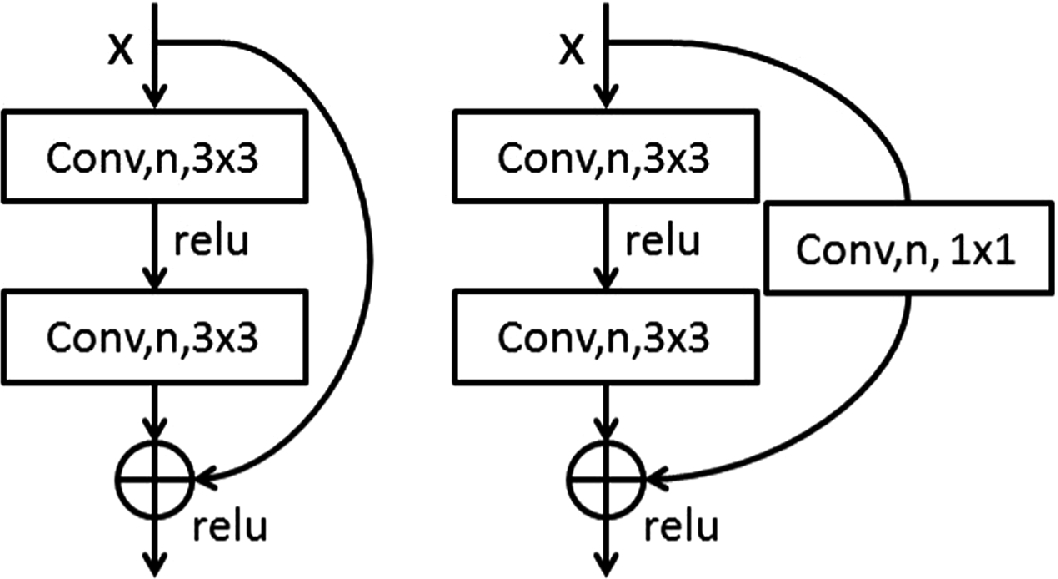 X
Conv,n,3x3
relu
Conv,n,3x3
relu
X
Conv,n,3x3
relu
Conv,n, 1x1
Conv,n,3x3
relu